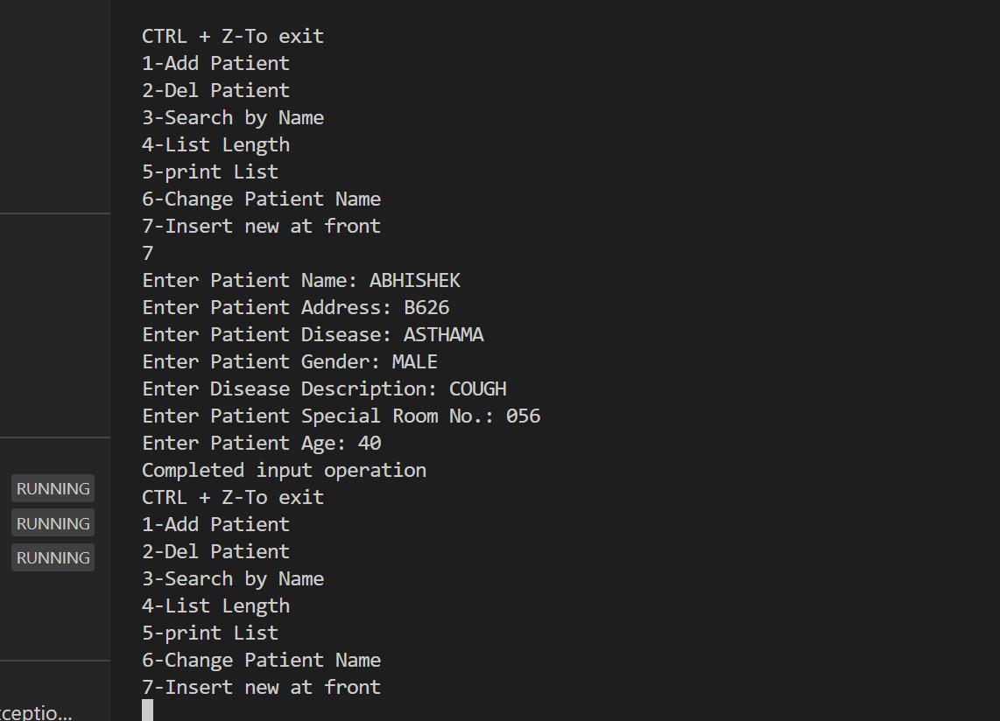 CTRL + Z-To exit
1-Add Patient
2-Del Patient
3-Search by Name
4-List Length
5-print List
6-Change Patient Name
7-Insert new at front
7
Enter Patient Name: ABHISHEK
Enter Patient Address: B626
Enter Patient Disease: ASTHAMA
Enter Patient Gender: MALE
Enter Disease Description: COUGH
Enter Patient Special Room No.: 056
Enter Patient Age: 40
Completed input operation
CTRL + Z-To exit
1-Add Patient
2-Del Patient
3-Search by Name
4-List Length
5-print List
6-Change Patient Name
7-Insert new at front
RUNNING
RUNNING
RUNNING